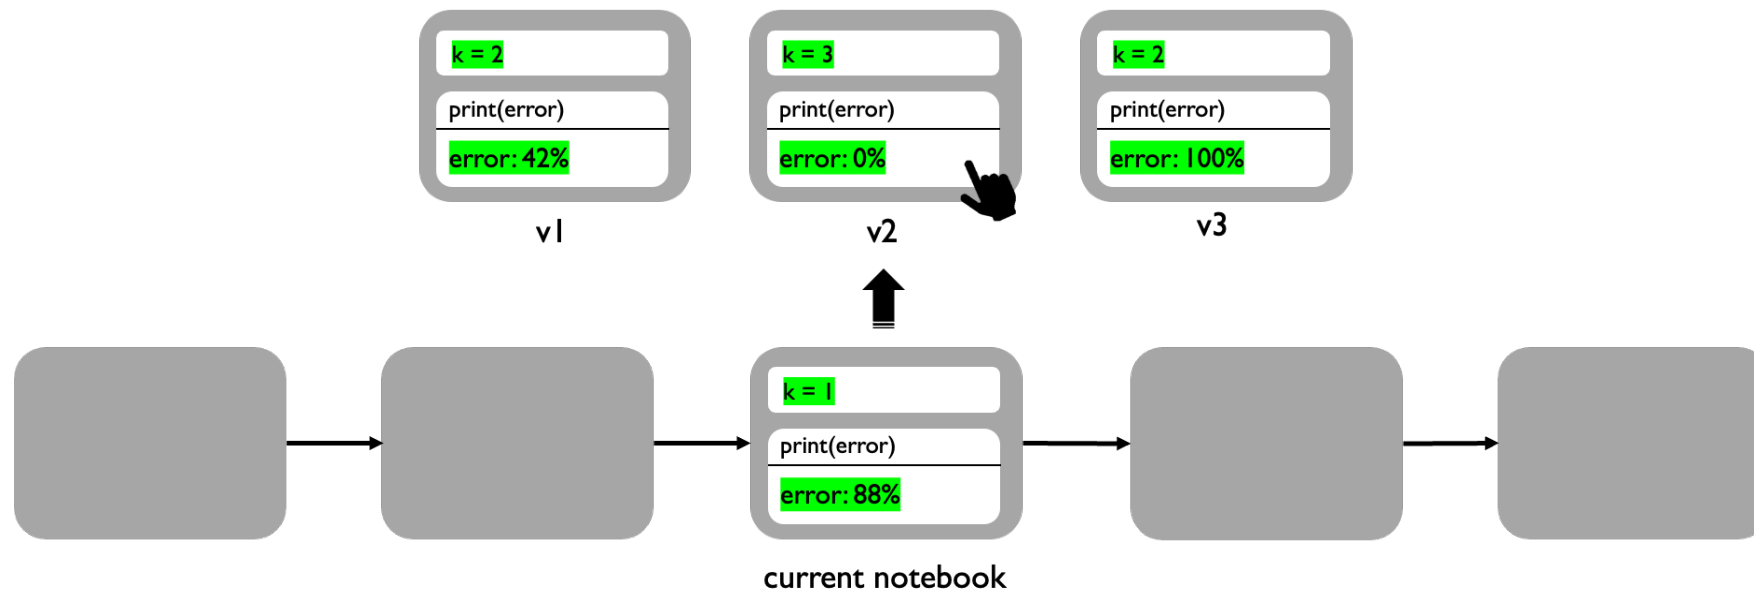 k = 2
print(error)
error: 42%
v1
k = 3
print(error)
error: 0%
v2
k = 2
print(error)
error: 100%
v3
k = 1
print(error)
error: 88%
current notebook